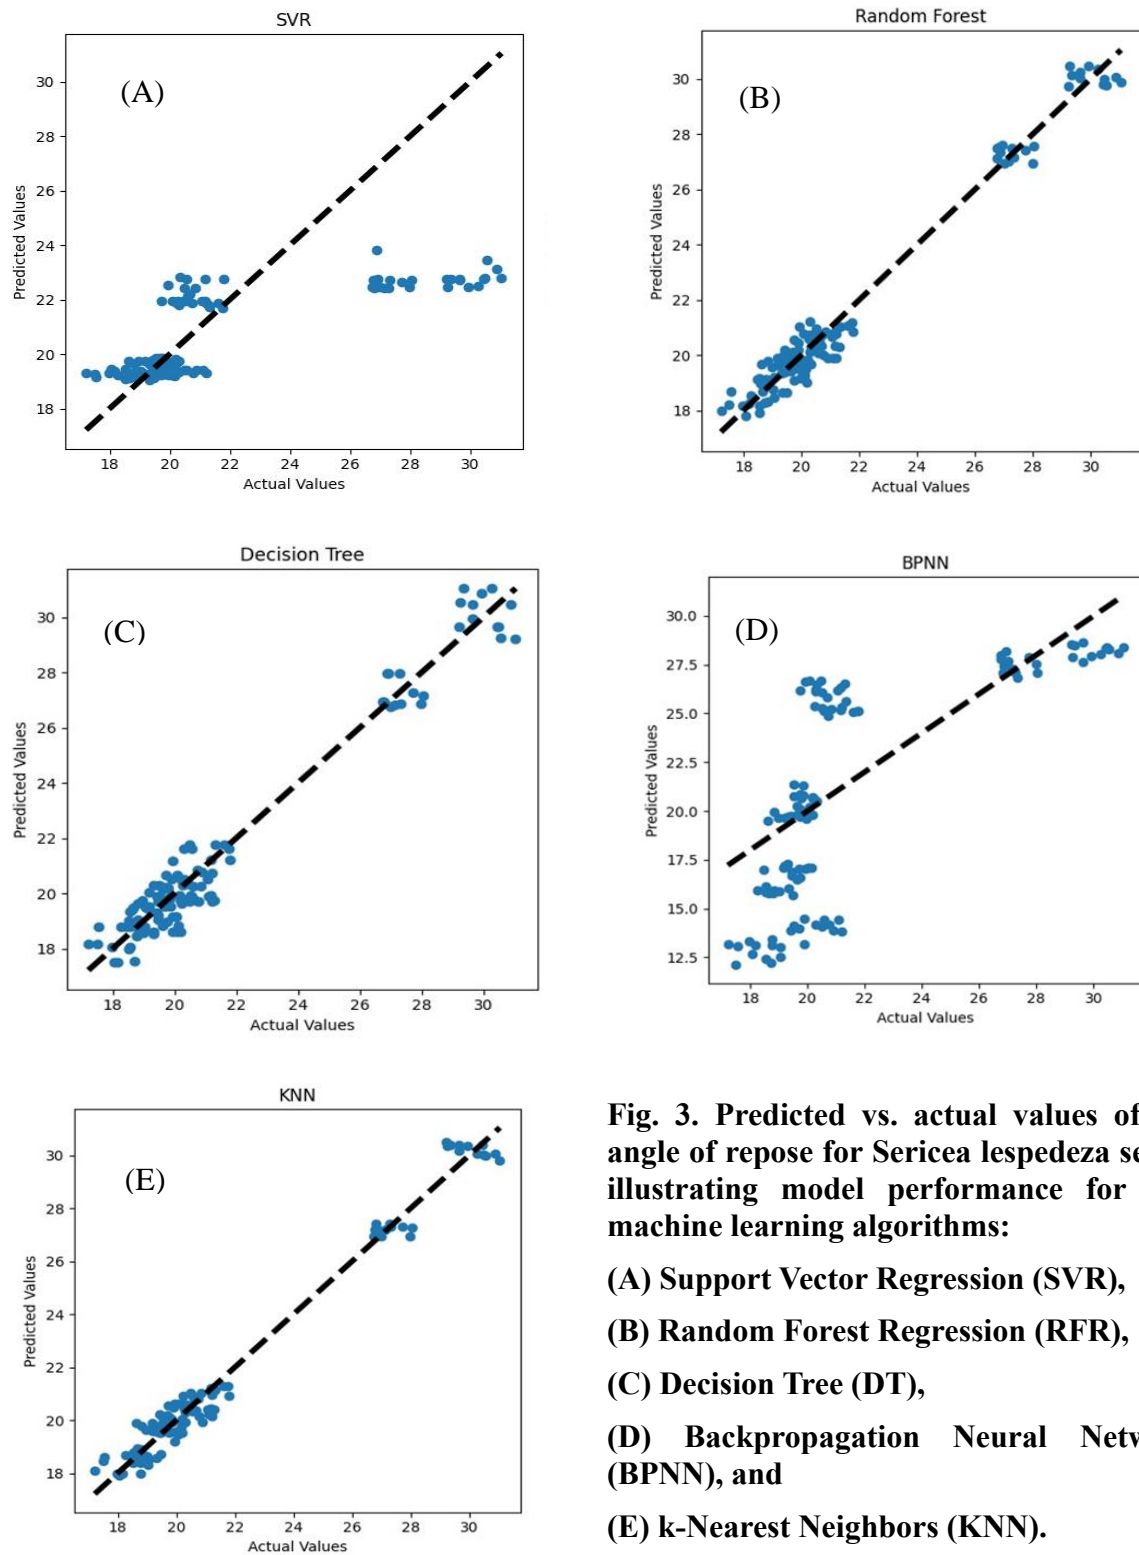 SVR
(A)
30
28
26
24
22
20
18
Predicted Values
18 20 22 24 26 28 30
Actual Values
Random Forest
(B)
30
28
26
24
22
20
18
Predicted Values
18 20 22 24 26 28 30
Actual Values
Decision Tree
(C)
30
28
26
24
22
20
18
Predicted Values
18 20 22 24 26 28 30
Actual Values
BPNN
(D)
30.0
27.5
25.0
22.5
20.0
17.5
15.0
12.5
Predicted Values
18 20 22 24 26 28 30
Actual Values
KNN
(E)
30
28
26
24
22
20
18
Predicted Values
18 20 22 24 26 28 30
Actual Values
Fig. 3. Predicted vs. actual values of
angle of repose for Sericea lespedeza se
illustrating model performance for
machine learning algorithms:
(A) Support Vector Regression (SVR),
(B) Random Forest Regression (RFR),
(C) Decision Tree (DT),
(D) Backpropagation Neural Netw
(BPNN), and
(E) k-Nearest Neighbors (KNN).